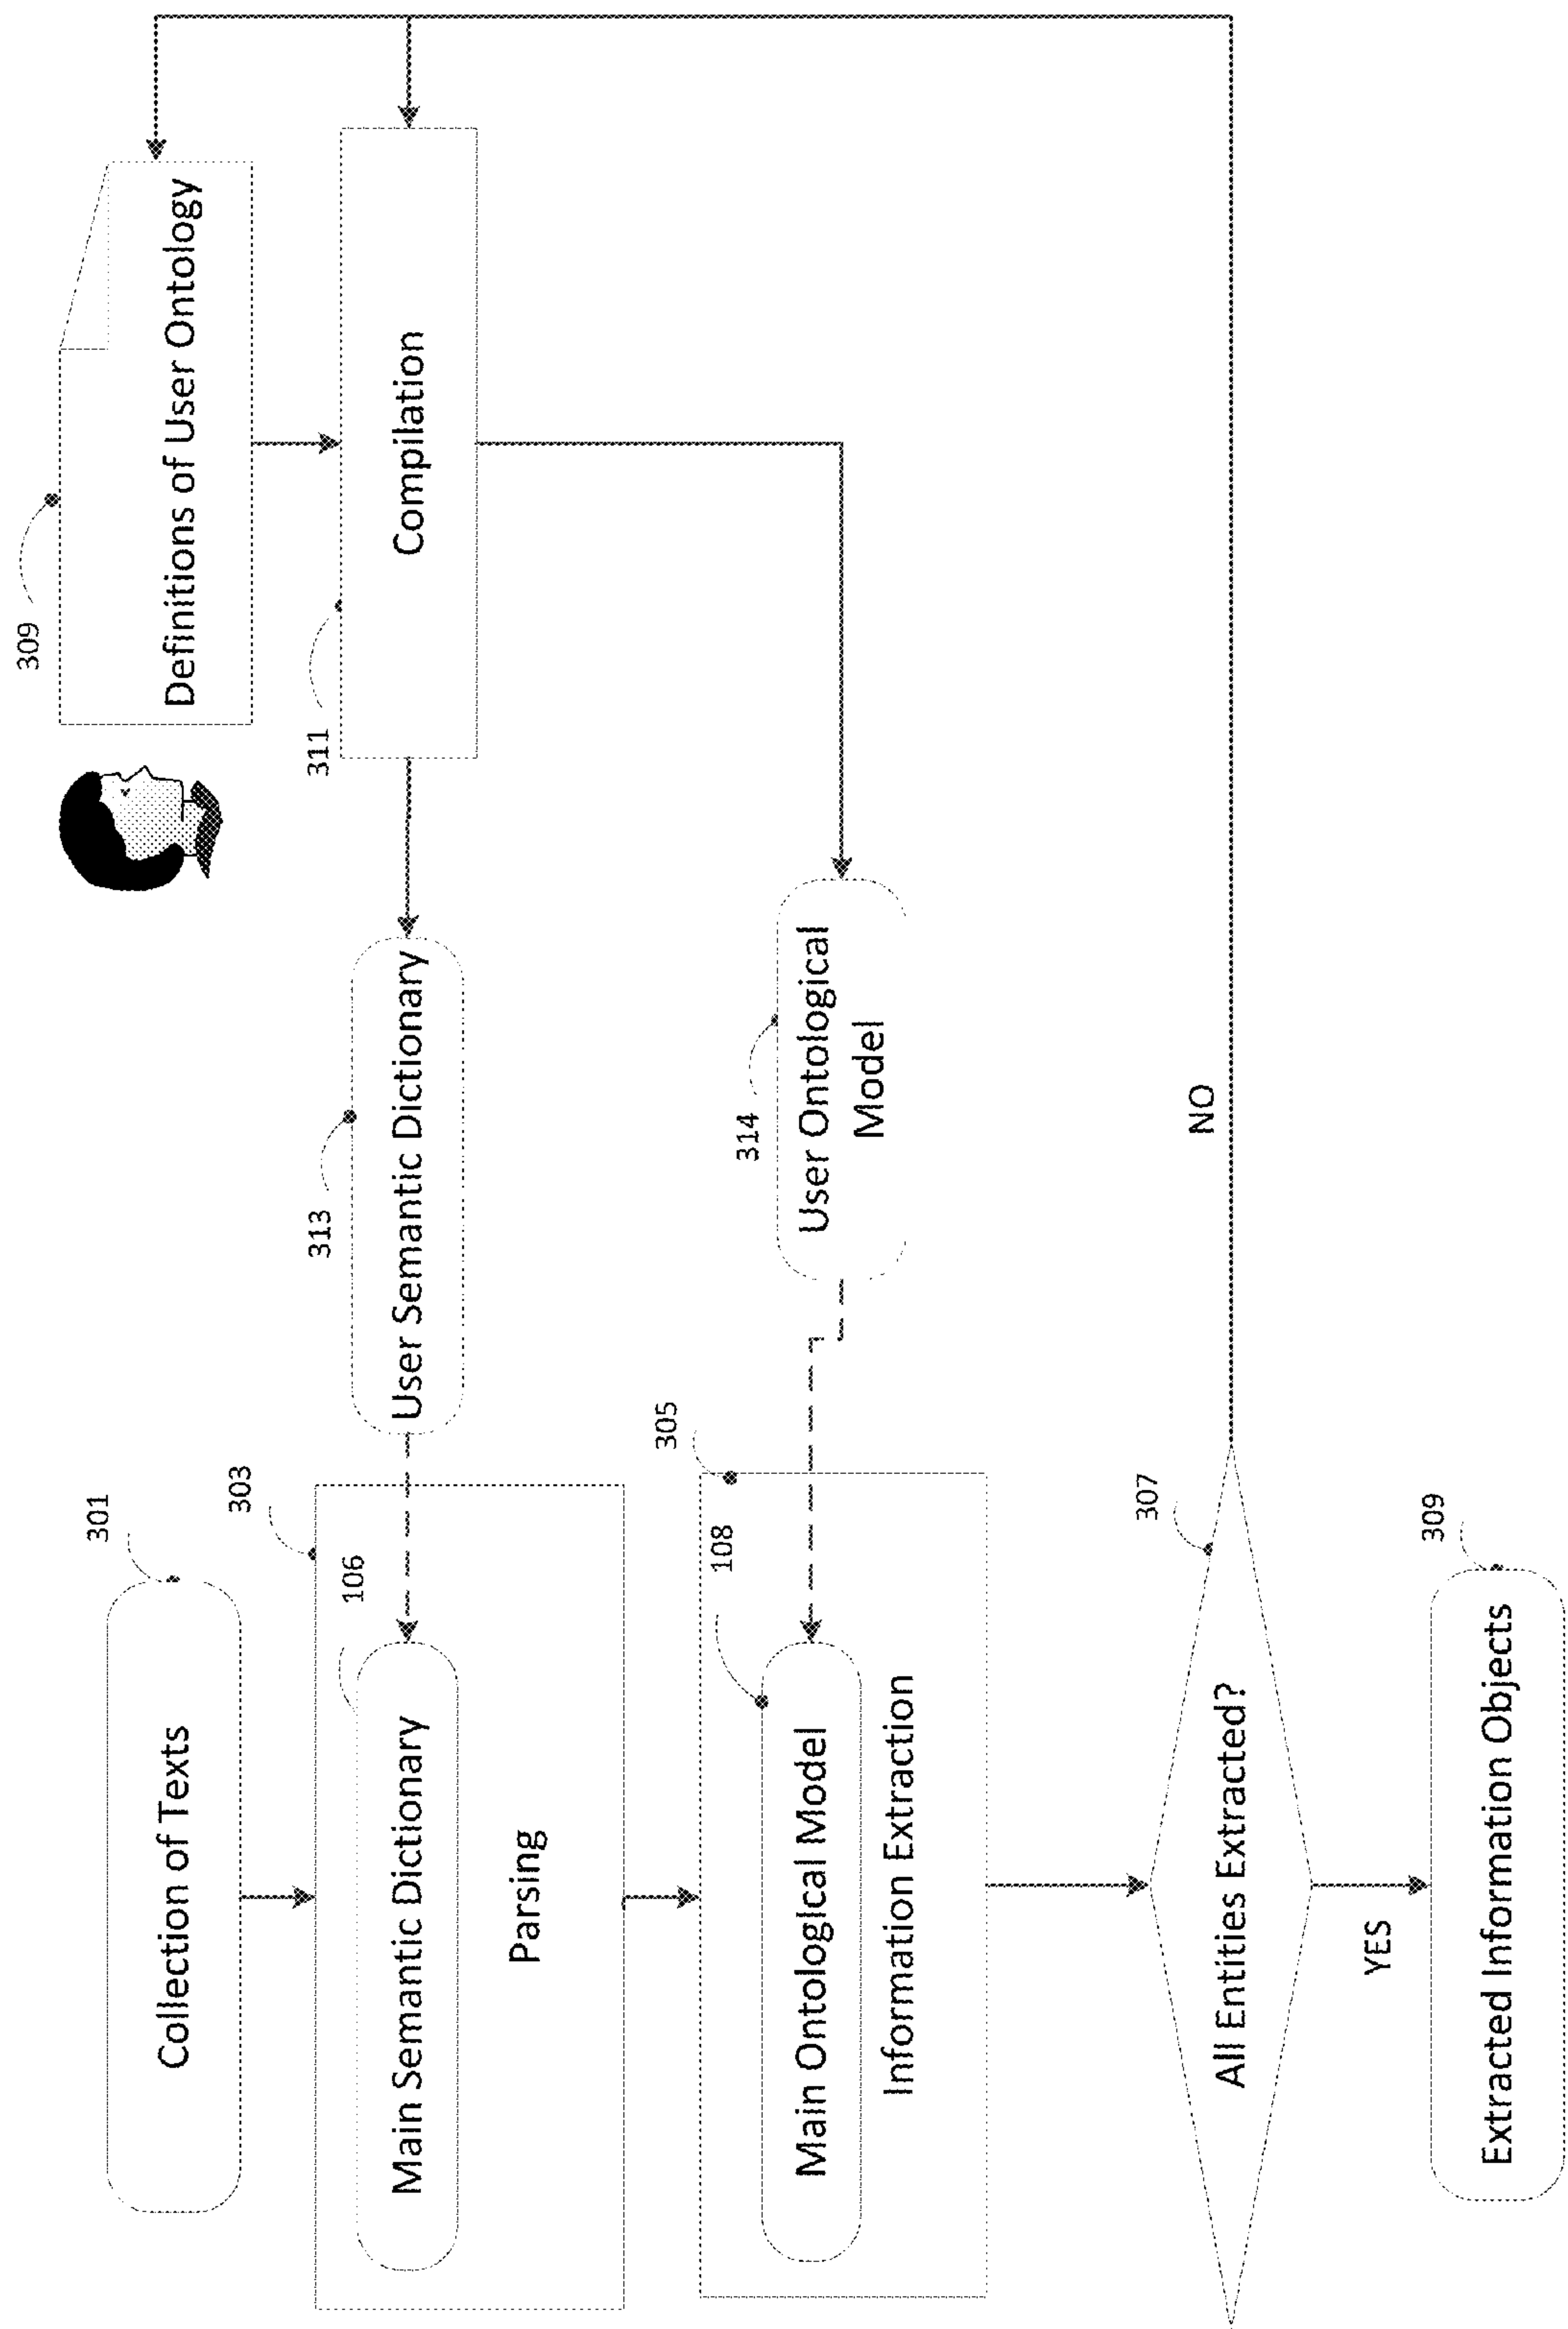 301
Collection of Texts
303
106
Main Semantic Dictionary
Parsing
305
108
Main Ontological Model
Information Extraction
307
All Entities Extracted?
NO
YES
309
Extracted Information Objects
309
Definitions of User Ontology
311
Compilation
313
User Semantic Dictionary
314
User Ontological
Model